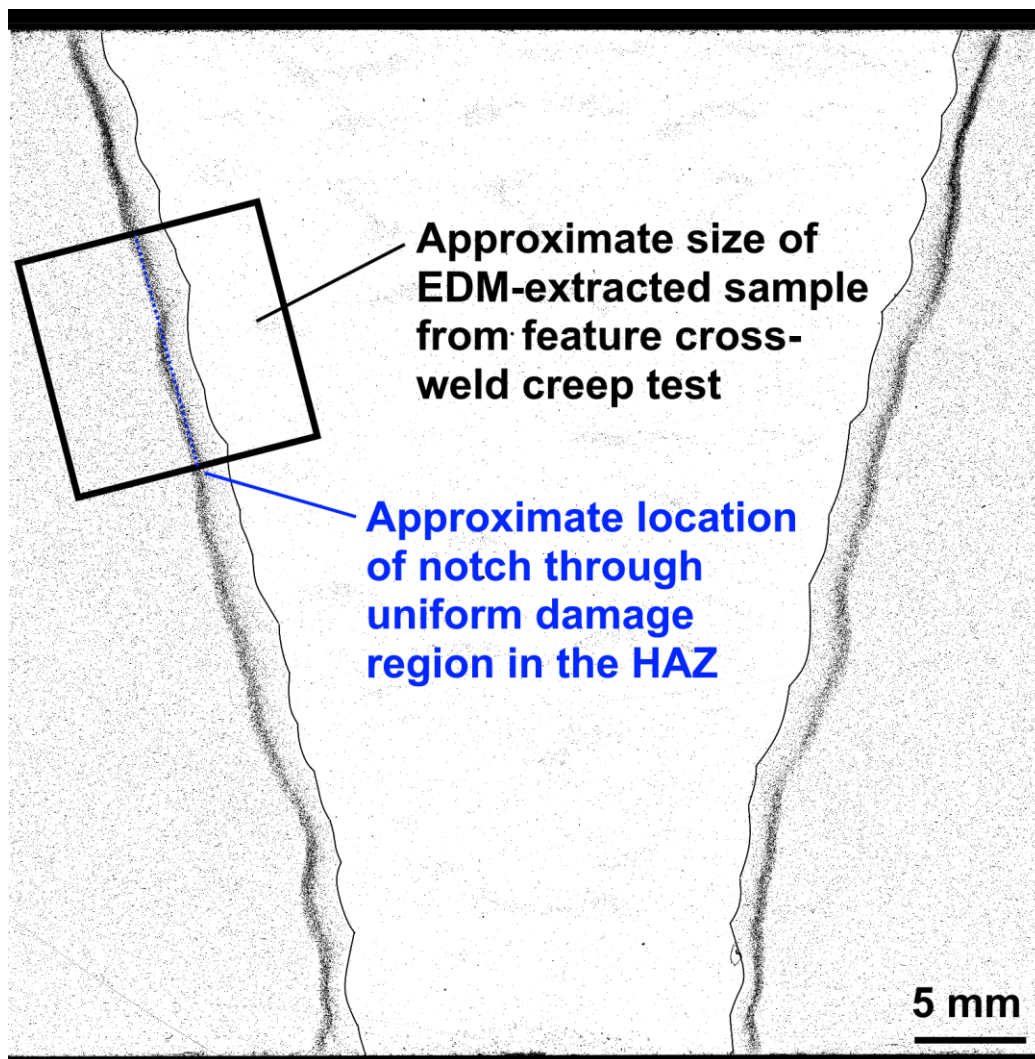 Approximate size of
EDM-extracted sample
from feature cross-
weld creep test
Approximate location
of notch through
uniform damage
region in the HAZ
5 mm